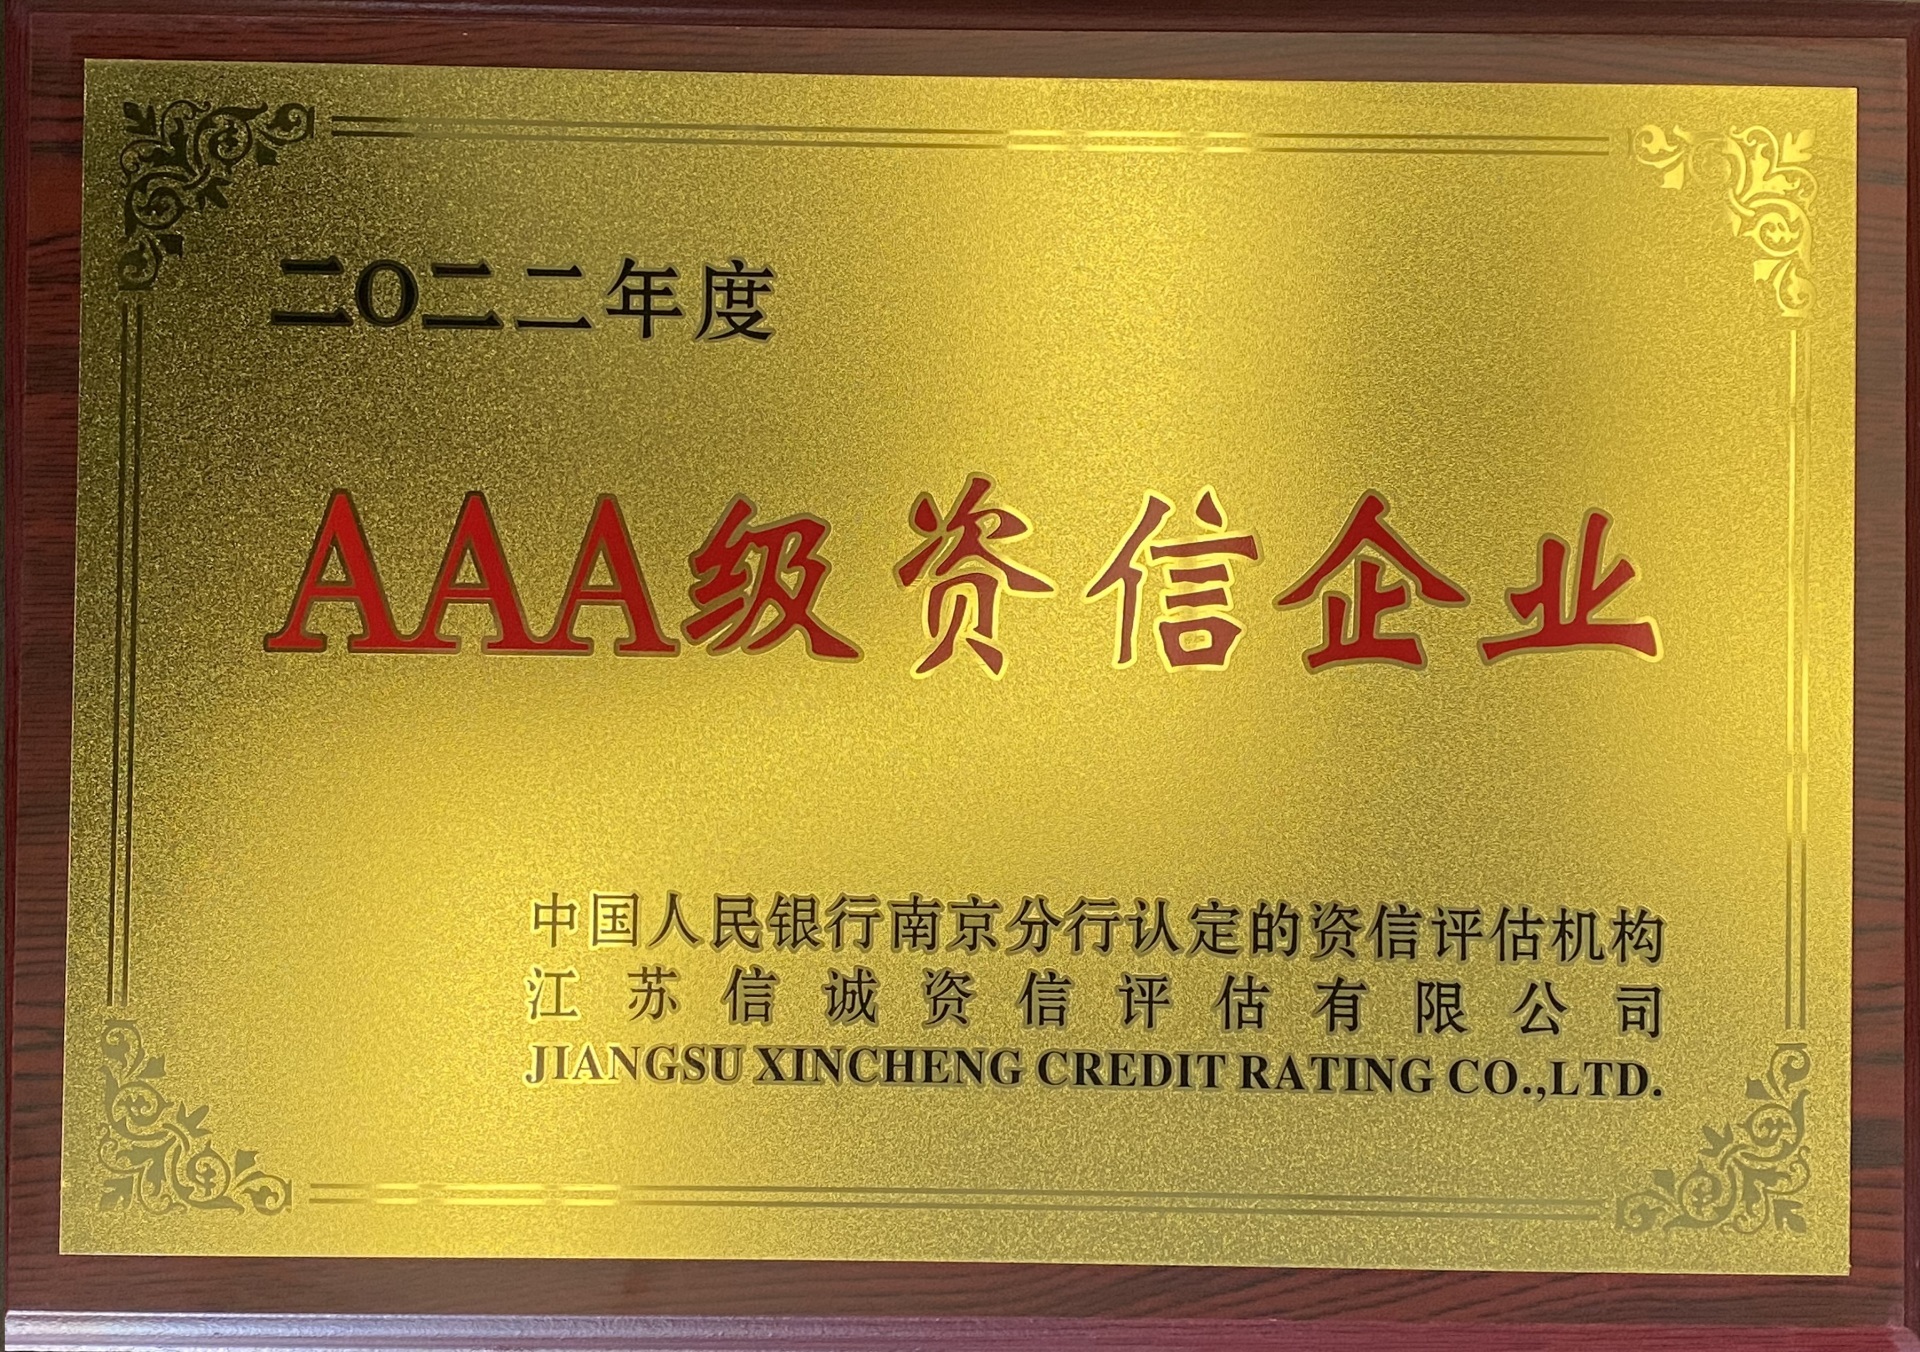 二〇二二年度
AAA级资信企业
中国人民银行南京分行认定的资信评估机构
江苏信诚资信评估有限公司
JIANGSU XINCHENG CREDIT RATING CO.,LTD.